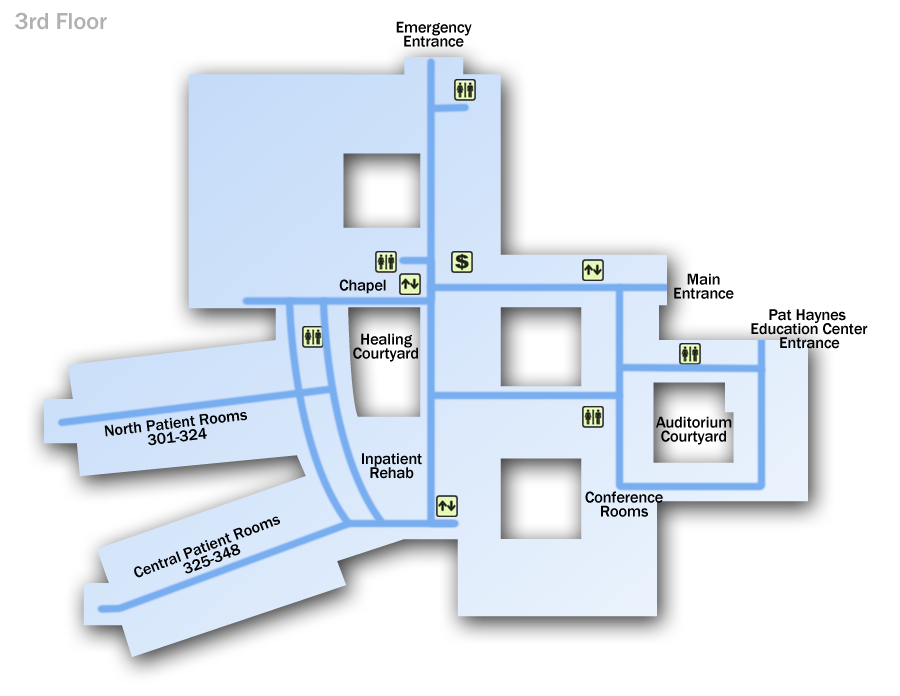 3rd Floor
Emergency
Entrance
$
Chapel
Main
Entrance
Pat Haynes
Education Center
Entrance
Healing
Courtyard
North Patient Rooms
301-324
Auditorium
Courtyard
Inpatient
Rehab
Conference
Rooms
Central Patient Rooms
325-348